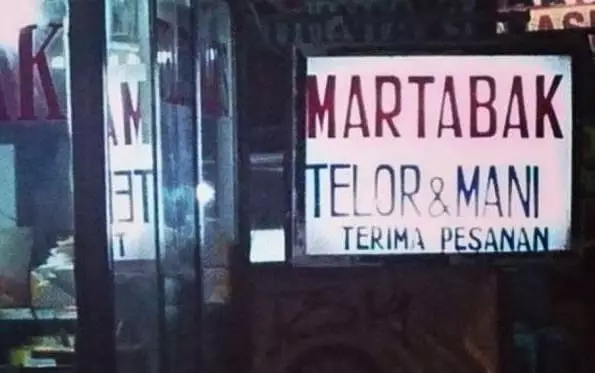 MARTABAK
TELOR & MANI
TERIMA PESANAN